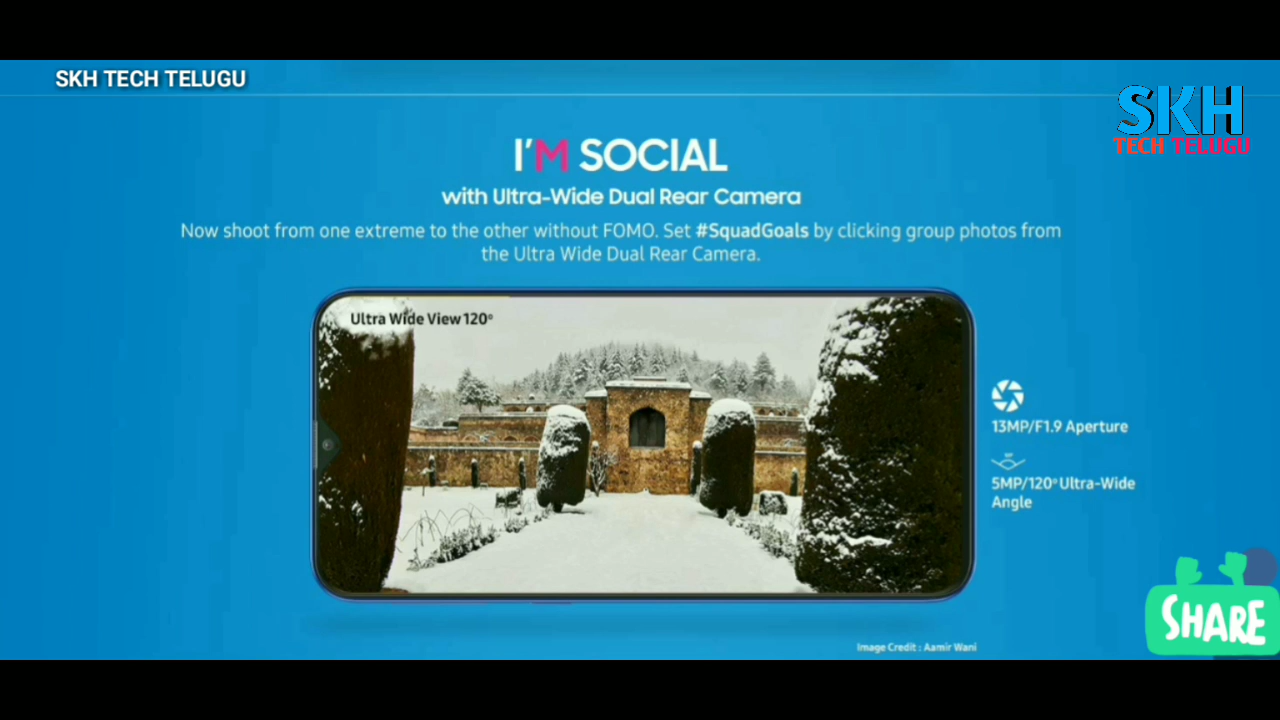 SKH TECH TELUGU
SKH
TECH TELUGU
I'M SOCIAL
with Ultra-Wide Dual Rear Camera
Now shoot from one extreme to the other without FOMO. Set #SquadGoals by clicking group photos from
the Ultra Wide Dual Rear Camera.
Ultra Wide View 120°
13MP/F1.9 Aperture
5MP/120° Ultra-Wide
Angle
SHARE
Image Credit : Aamir Wani